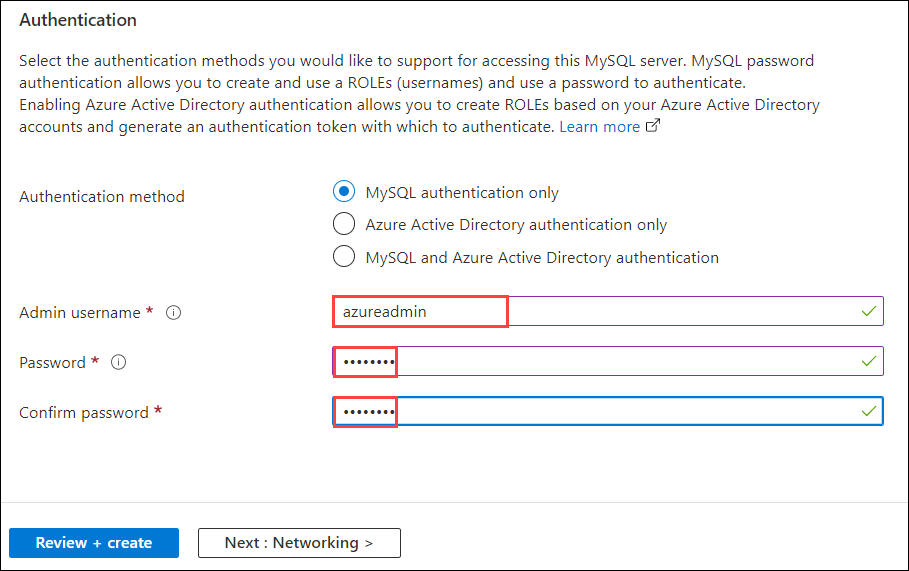 Authentication
Select the authentication methods you would like to support for accessing this MySQL server. MySQL password
authentication allows you to create and use a ROLEs (usernames) and use a password to authenticate.
Enabling Azure Active Directory authentication allows you to create ROLEs based on your Azure Active Directory
accounts and generate an authentication token with which to authenticate. Learn more
Authentication method
MySQL authentication only
Azure Active Directory authentication only
MySQL and Azure Active Directory authentication
Admin username *
azureadmin
Password *
••••••••
Confirm password *
••••••••
Review + create
Next : Networking >